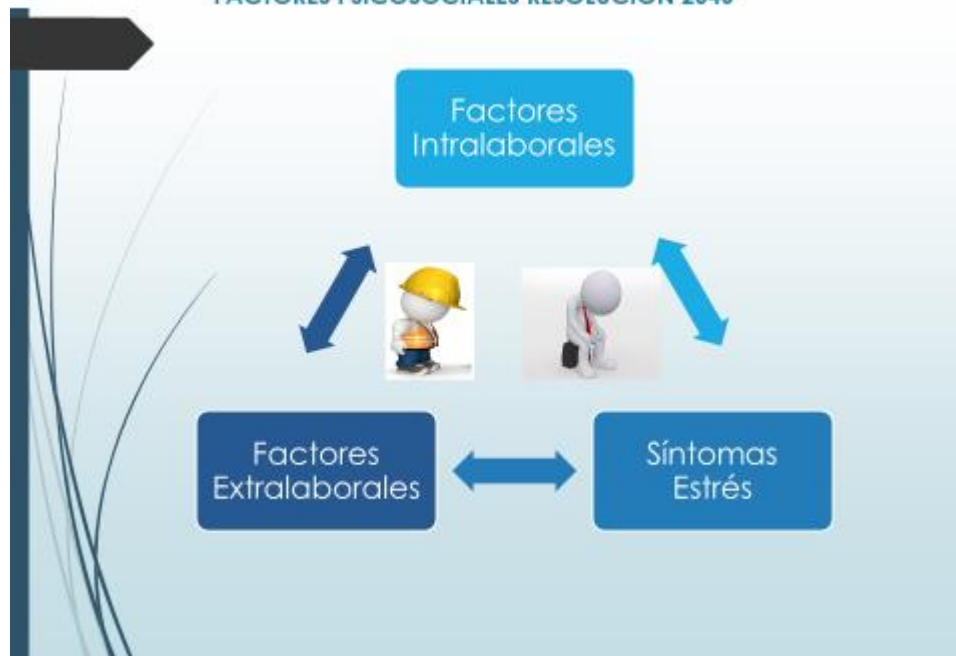 FACTORES PSICOSOCIALES RESOLUCIÓN
Factores
Intralaborales
Factores
Extralaborales
Síntomas
Estrés